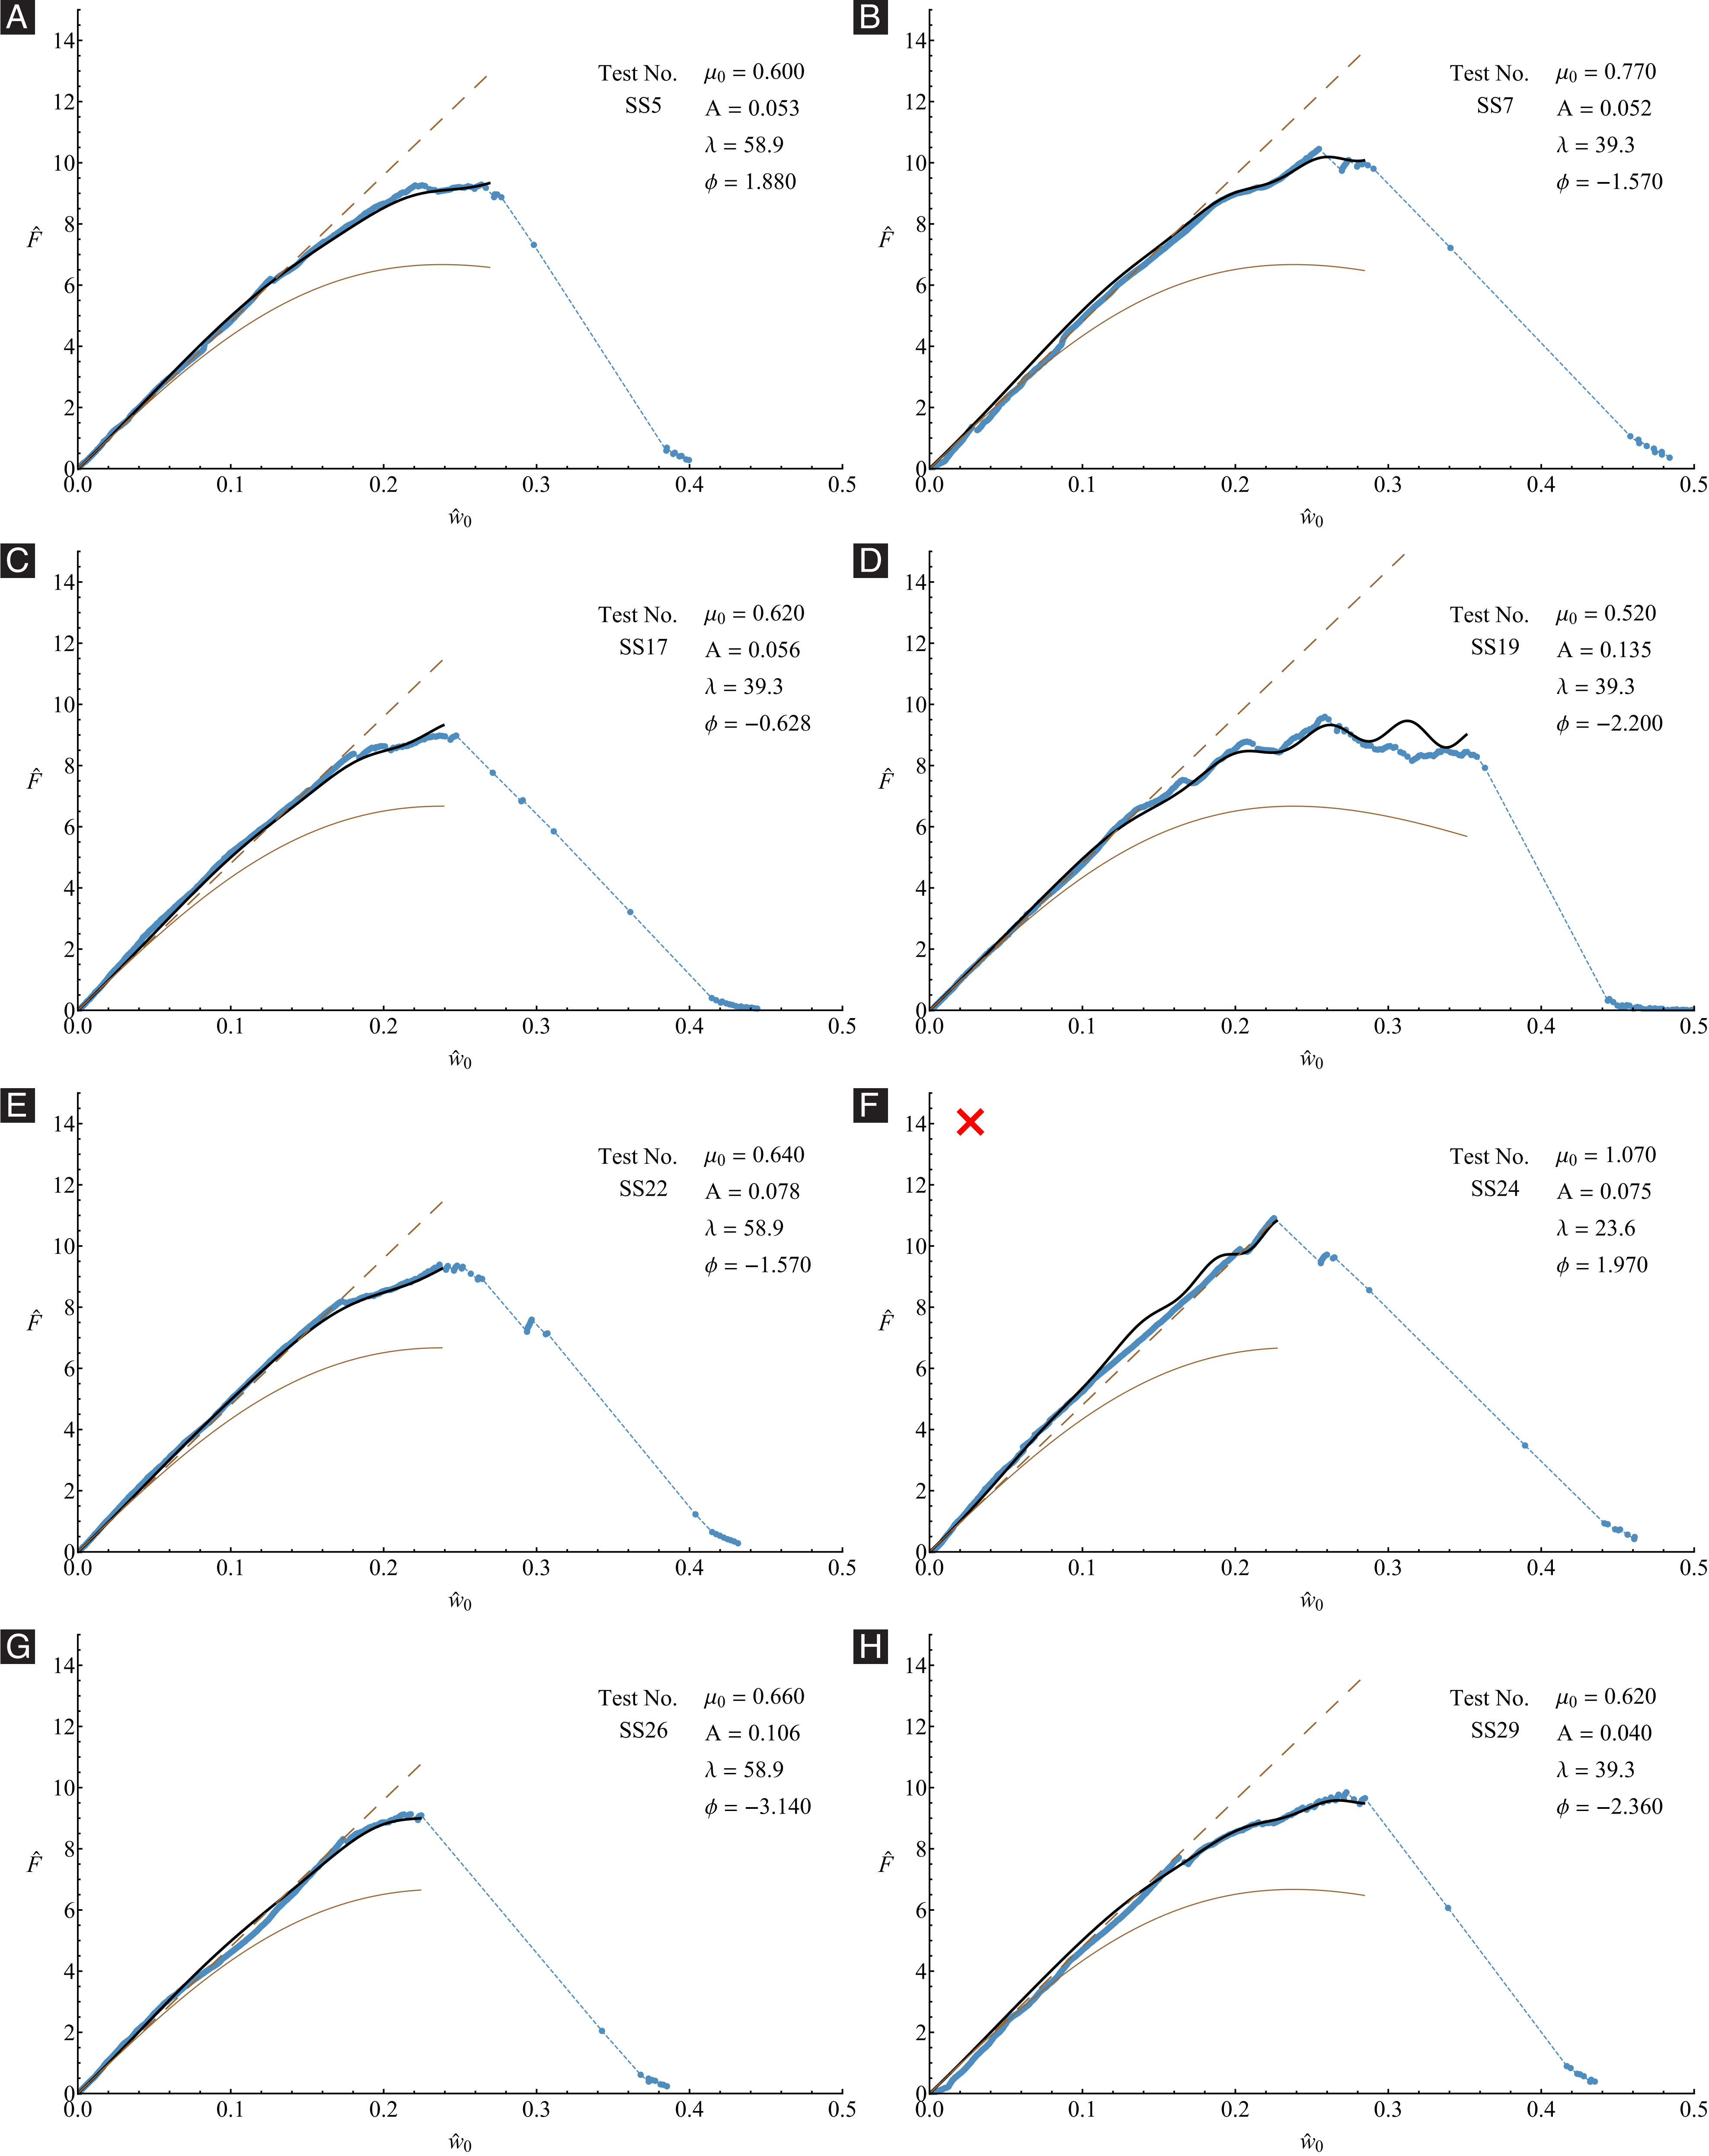 A
14
12
10
8
6
4
2
0
F̂
Test No. μ0 = 0.600
SS5 A = 0.053
λ = 58.9
ϕ = 1.880
0.0 0.1 0.2 0.3 0.4 0.5
ŵ0
B
14
12
10
8
6
4
2
0
F̂
Test No. μ0 = 0.770
SS7 A = 0.052
λ = 39.3
ϕ = −1.570
0.0 0.1 0.2 0.3 0.4 0.5
ŵ0
C
14
12
10
8
6
4
2
0
F̂
Test No. μ0 = 0.620
SS17 A = 0.056
λ = 39.3
ϕ = −0.628
0.0 0.1 0.2 0.3 0.4 0.5
ŵ0
D
14
12
10
8
6
4
2
0
F̂
Test No. μ0 = 0.520
SS19 A = 0.135
λ = 39.3
ϕ = −2.200
0.0 0.1 0.2 0.3 0.4 0.5
ŵ0
E
14
12
10
8
6
4
2
0
F̂
Test No. μ0 = 0.640
SS22 A = 0.078
λ = 58.9
ϕ = −1.570
0.0 0.1 0.2 0.3 0.4 0.5
ŵ0
F
14
12
10
8
6
4
2
0
F̂
Test No. μ0 = 1.070
SS24 A = 0.075
λ = 23.6
ϕ = 1.970
0.0 0.1 0.2 0.3 0.4 0.5
ŵ0
G
14
12
10
8
6
4
2
0
F̂
Test No. μ0 = 0.660
SS26 A = 0.106
λ = 58.9
ϕ = −3.140
0.0 0.1 0.2 0.3 0.4 0.5
ŵ0
H
14
12
10
8
6
4
2
0
F̂
Test No. μ0 = 0.620
SS29 A = 0.040
λ = 39.3
ϕ = −2.360
0.0 0.1 0.2 0.3 0.4 0.5
ŵ0